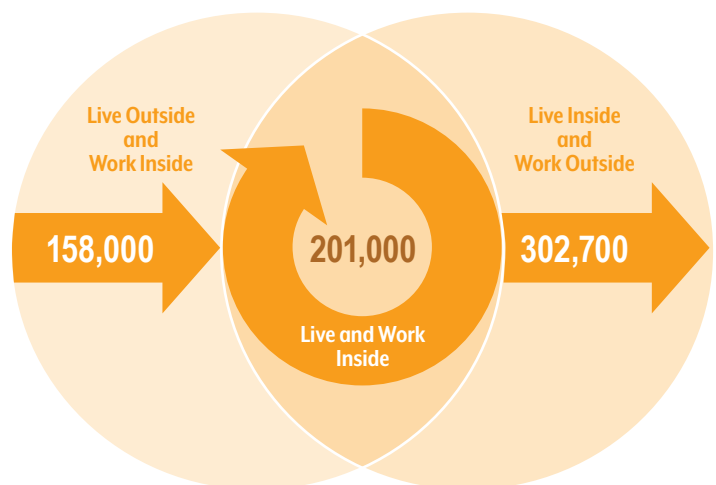 Live Outside
and
Work Inside
158,000
201,000
Live and Work
Inside
Live Inside
and
Work Outside
302,700